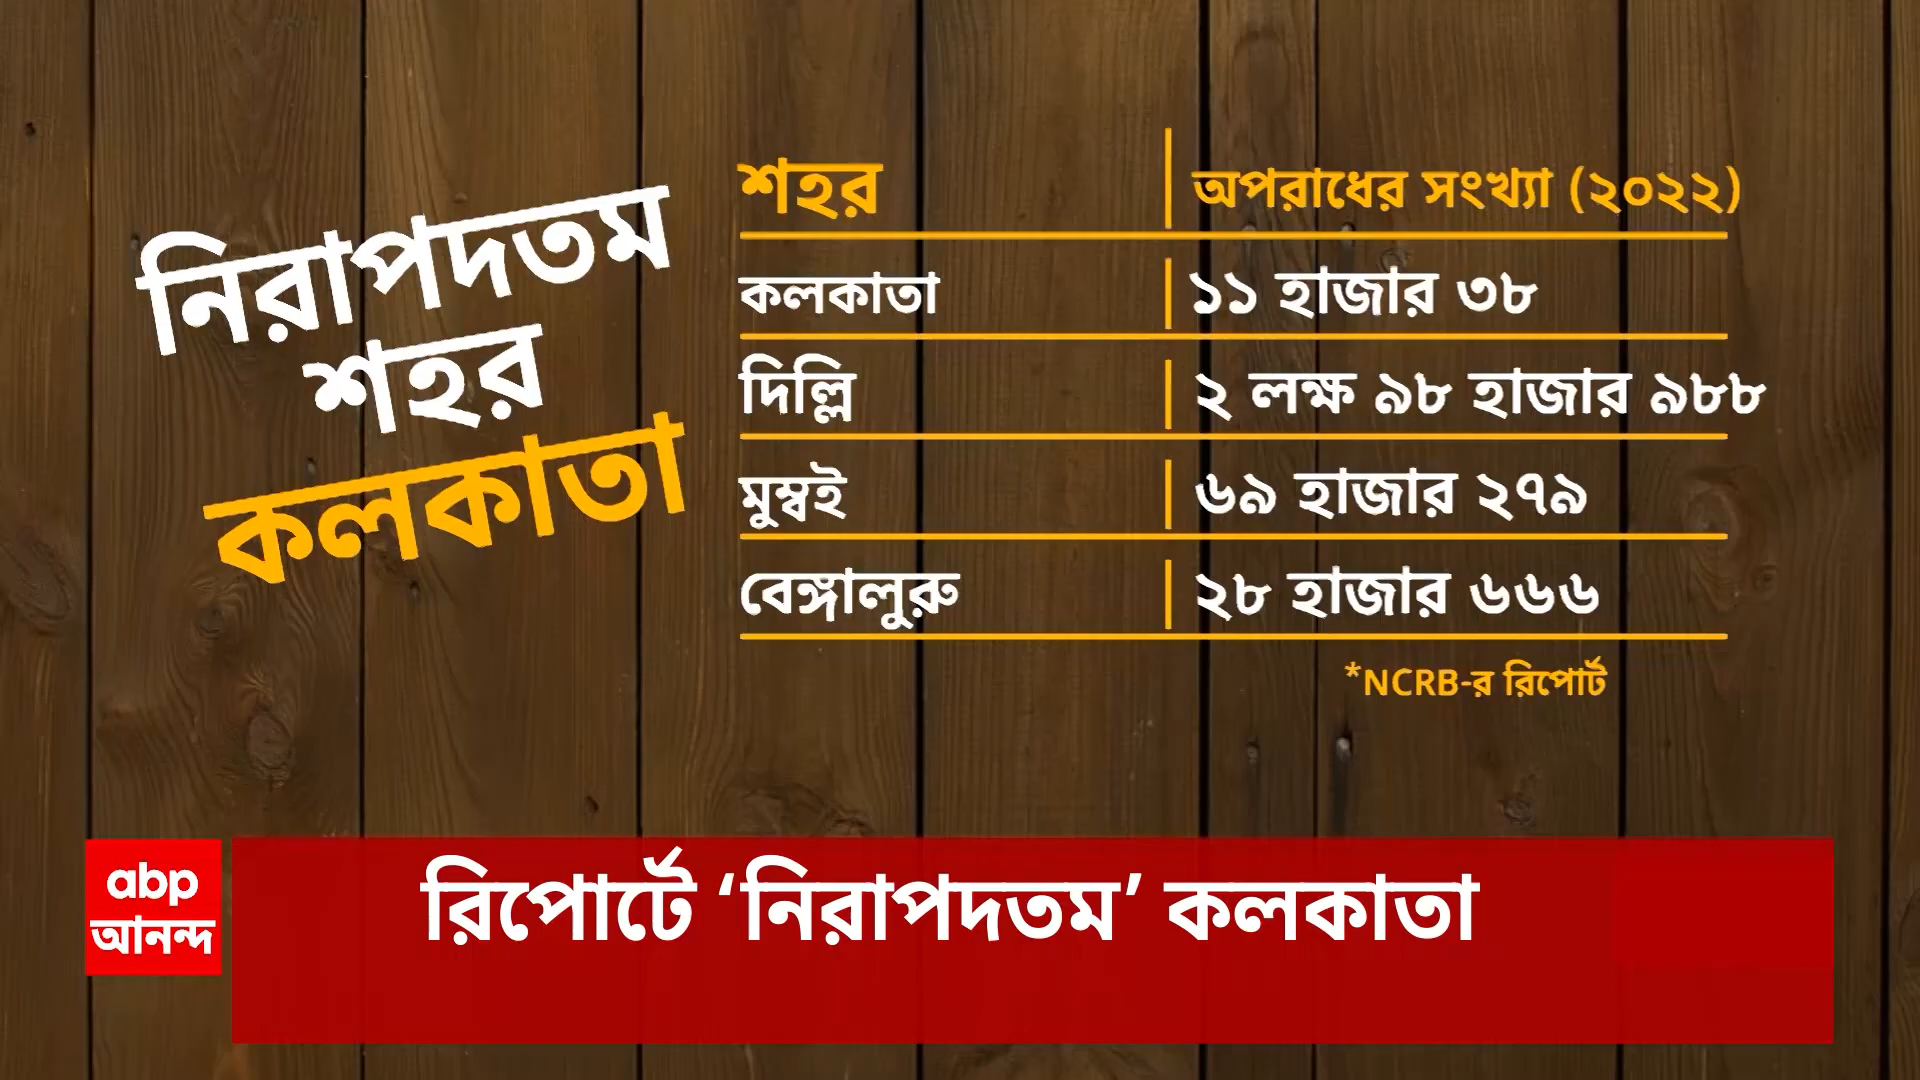 নিরাপদতম
শহর
কলকাতা
শহর অপরাধের সংখ্যা (২০২২)
কলকাতা ১১ হাজার ৩৮
দিল্লি ২ লক্ষ ৯৮ হাজার ৯৮৮
মুম্বই ৬৯ হাজার ২৭৯
বেঙ্গালুরু ২৮ হাজার ৬৬৬
*NCRB-র রিপোর্ট
abp
আনন্দ
রিপোর্টে ‘নিরাপদতম’ কলকাতা